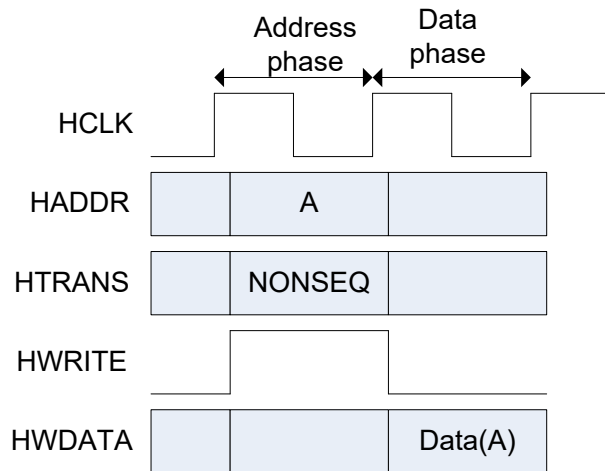 Address
phase
Data
phase
HCLK
HADDR
A
HTRANS
NONSEQ
HWRITE
HWDATA
Data(A)